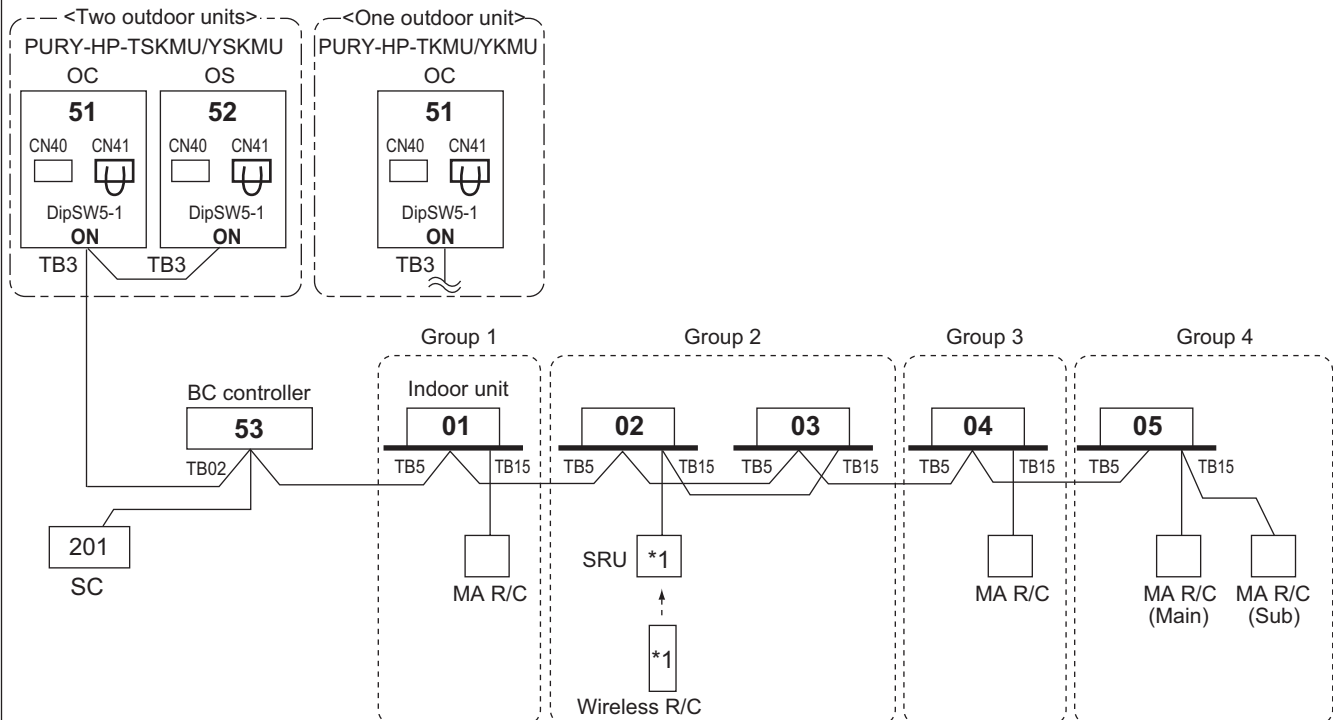 <Two outdoor units>
PURY-HP-TSKMU/YSKMU
OC OS
51 52
CN40 CN41 CN40 CN41
DipSW5-1 DipSW5-1
ON ON
TB3 TB3
<One outdoor unit>
PURY-HP-TKMU/YKMU
OC
51
CN40 CN41
DipSW5-1
ON
TB3
Group 1 Group 2 Group 3 Group 4
BC controller Indoor unit
53 01 02 03 04 05
TB02 TB5 TB15 TB5 TB15 TB5 TB15 TB5 TB15 TB5 TB15
201
SC
MA R/C
SRU *1
*1
Wireless R/C
MA R/C
MA R/C
(Main)
MA R/C
(Sub)